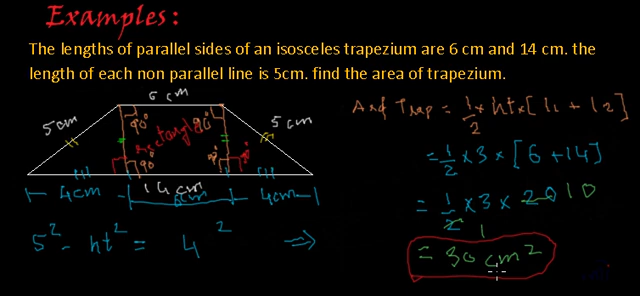 Examples:
The lengths of parallel sides of an isosceles trapezium are 6 cm and 14 cm. the
length of each non parallel line is 5cm. find the area of trapezium.
6 cm
5cm
5 cm
90°
90°
rectangle
90°
14 cm
4cm
6cm
4cm
5² - ht² = 4² ⇒
A of Trap = 1/2 × ht × [l1 + l2]
= 1/2 × 3 × [6 + 14]
= 1/2 × 3 × 20 10
1
= 30 cm²